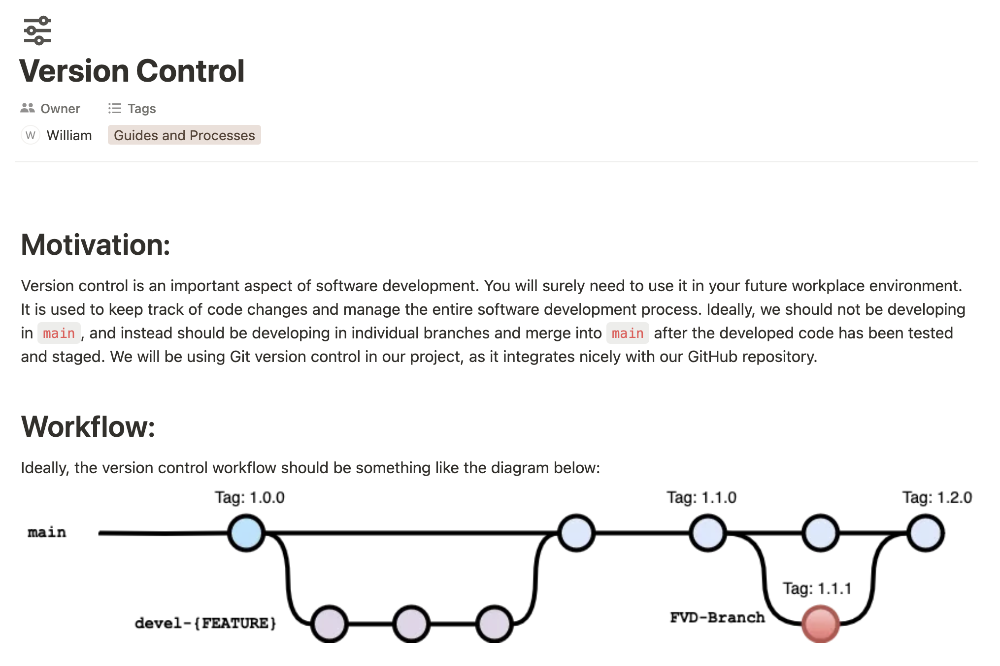 Version Control
Owner Tags
W William Guides and Processes
Motivation:
Version control is an important aspect of software development. You will surely need to use it in your future workplace environment.
It is used to keep track of code changes and manage the entire software development process. Ideally, we should not be developing
in main, and instead should be developing in individual branches and merge into main after the developed code has been tested
and staged. We will be using Git version control in our project, as it integrates nicely with our GitHub repository.
Workflow:
Ideally, the version control workflow should be something like the diagram below:
Tag: 1.0.0 Tag: 1.1.0 Tag: 1.2.0
main
Tag: 1.1.1
devel-{FEATURE} FVD-Branch